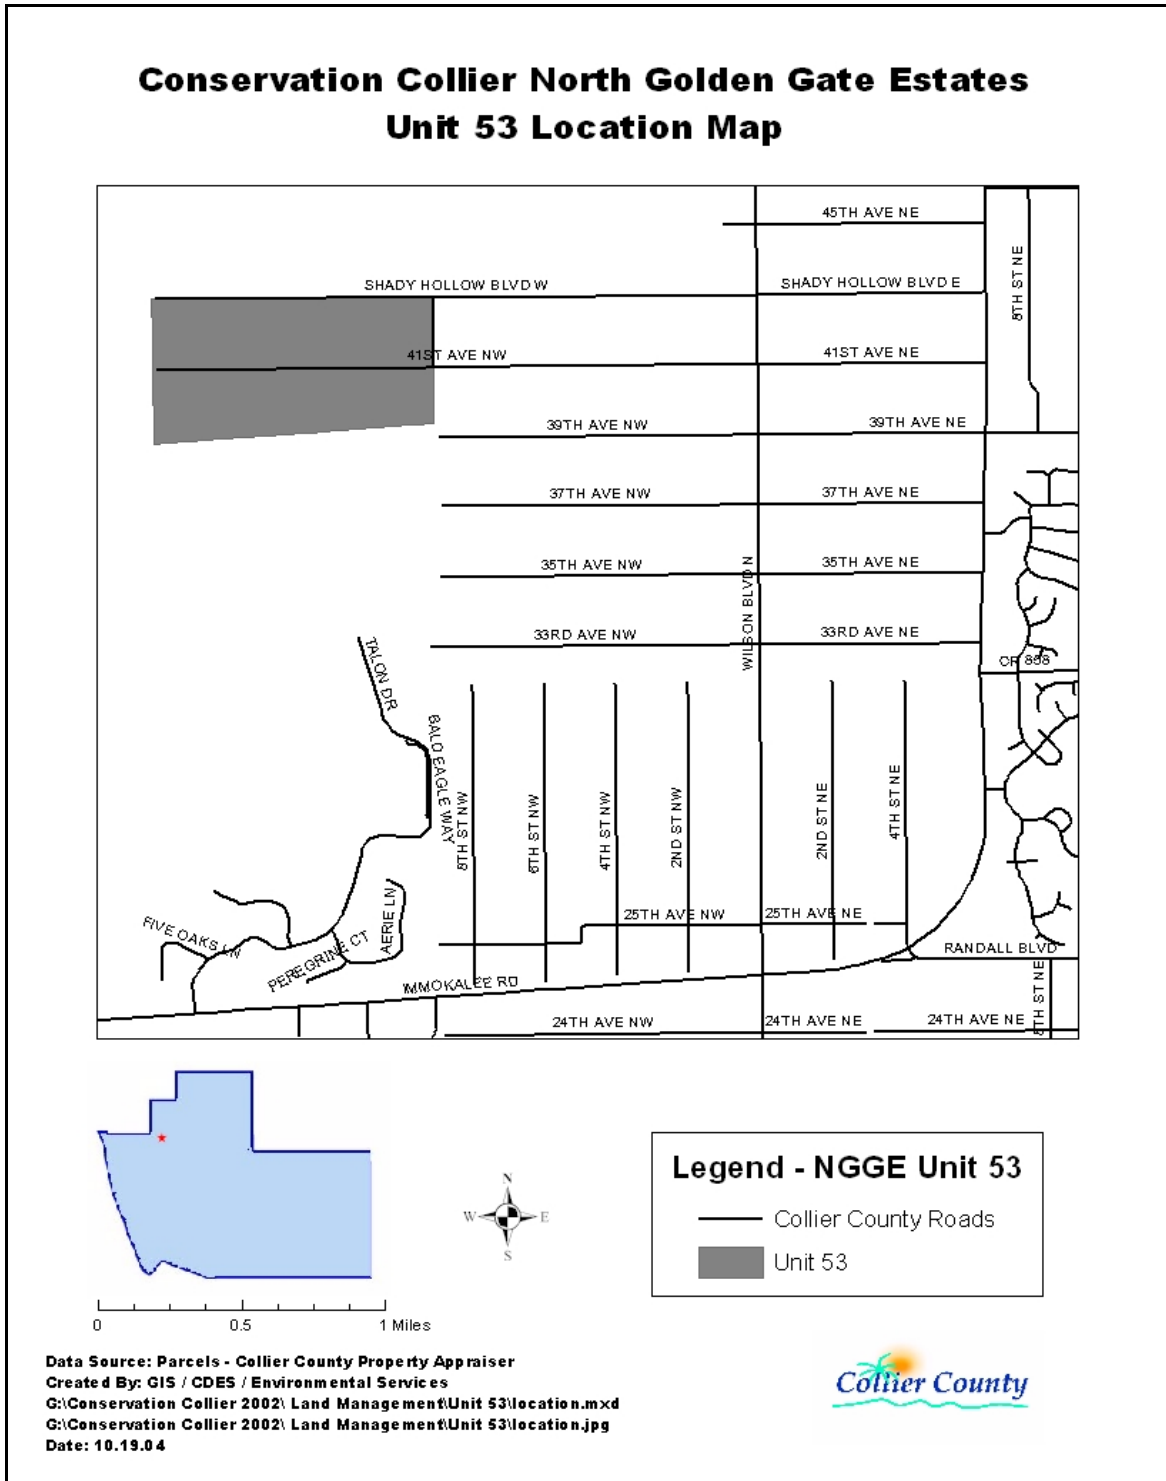 Conservation Collier North Golden Gate Estates
Unit 53 Location Map
45TH AVE NE
8TH ST NE
SHADY HOLLOW BLVD W
SHADY HOLLOW BLVD E
41ST AVE NW
41ST AVE NE
39TH AVE NW
39TH AVE NE
37TH AVE NW
37TH AVE NE
WILSON BLVD N
35TH AVE NW
35TH AVE NE
33RD AVE NW
33RD AVE NE
CR 858
TALON DR
BALD EAGLE WAY
8TH ST NW
6TH ST NW
4TH ST NW
2ND ST NW
2ND ST NE
4TH ST NE
25TH AVE NW
25TH AVE NE
FIVE OAKS LN
PEREGRINE CT
AERIE LN
RANDALL BLVD
IMMOKALEE RD
8TH ST NE
24TH AVE NW
24TH AVE NE
24TH AVE NE
N
W
E
S
Legend - NGGE Unit 53
Collier County Roads
Unit 53
0 0.5 1 Miles
Data Source: Parcels - Collier County Property Appraiser
Created By: GIS / CDES / Environmental Services
G:\Conservation Collier 2002\ Land Management\Unit 53\location.mxd
G:\Conservation Collier 2002\ Land Management\Unit 53\location.jpg
Date: 10.19.04
Collier County